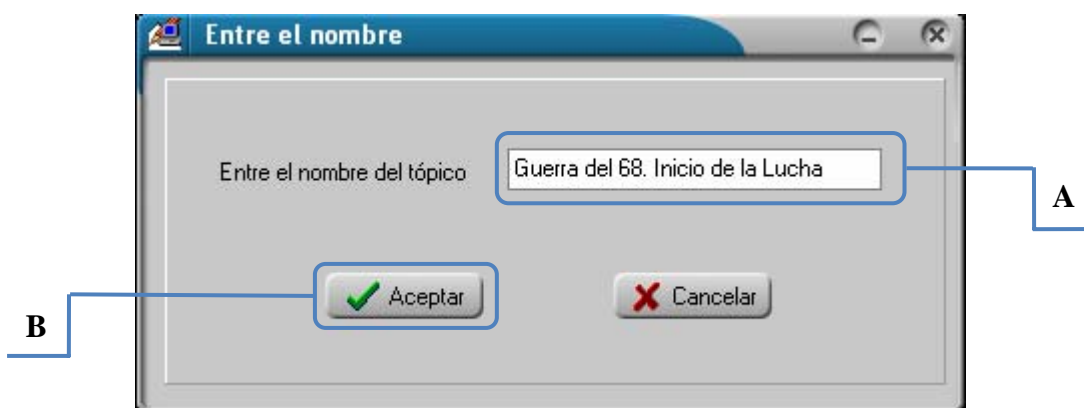 Entre el nombre
Entre el nombre del tópico Guerra del 68. Inicio de la Lucha
A
Aceptar Cancelar
B